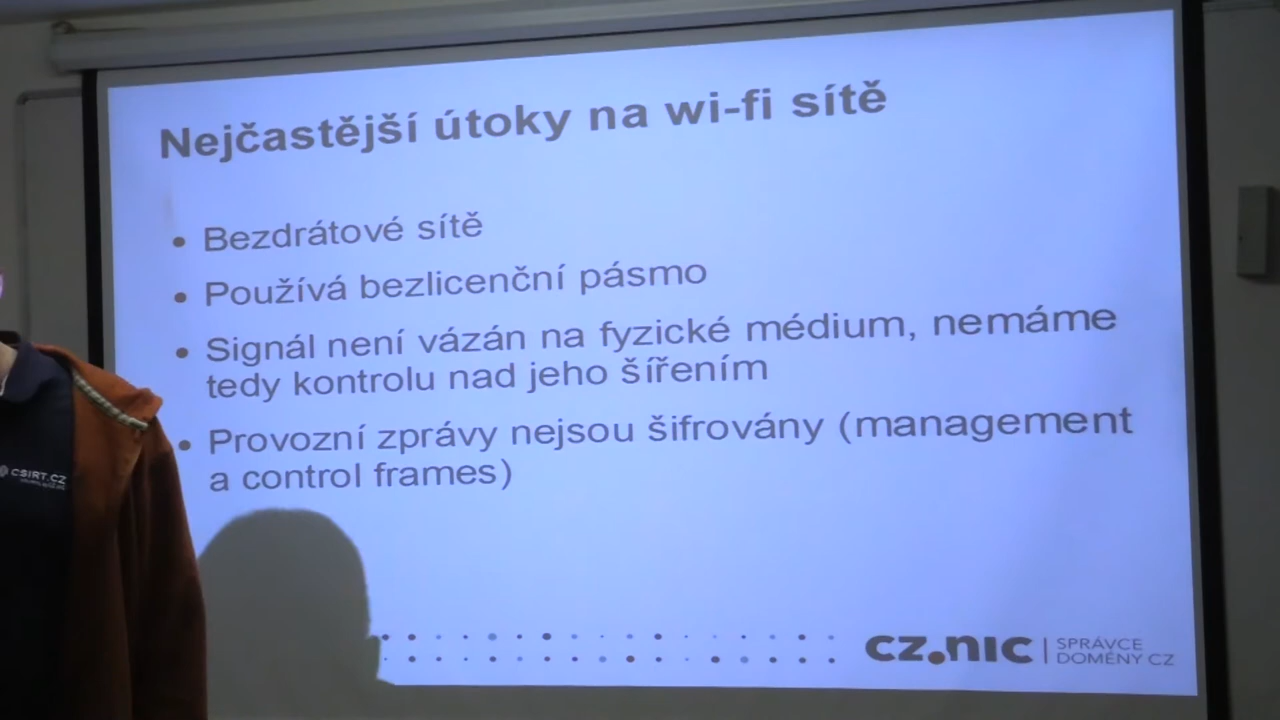 Nejčastější útoky na wi-fi sítě
• Bezdrátové sítě
• Používá bezlicenční pásmo
• Signál není vázán na fyzické médium, nemáme
tedy kontrolu nad jeho šířením
• Provozní zprávy nejsou šifrovány (management
a control frames)
CSIRT.CZ
cz.nic | SPRÁVCE
DOMÉNY CZ